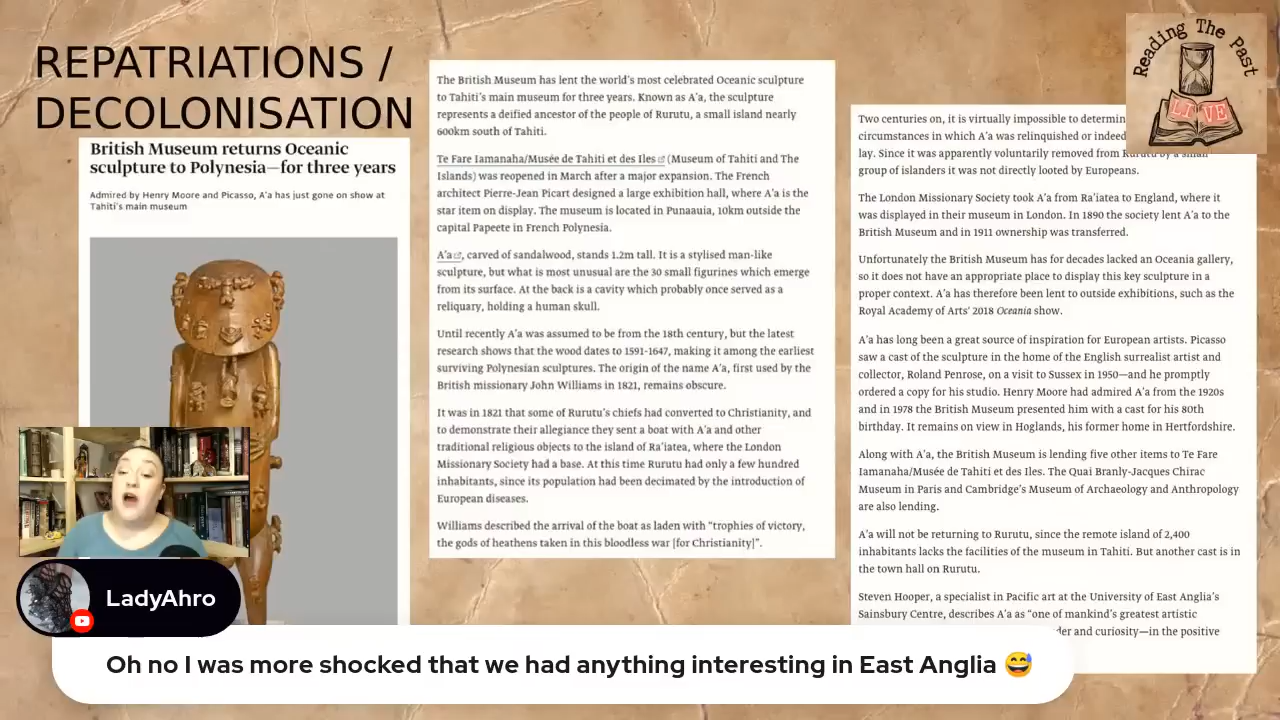 REPATRIATIONS /
DECOLONISATION
British Museum returns Oceanic
sculpture to Polynesia—for three years
Admired by Henry Moore and Picasso, A'a has just gone on show at
Tahiti's main museum
The British Museum has lent the world's most celebrated Oceanic sculpture
to Tahiti's main museum for three years. Known as A'a, the sculpture
represents a deified ancestor of the people of Rurutu, a small island nearly
600km south of Tahiti.
Te Fare Iamanaha/Musée de Tahiti et des Iles (Museum of Tahiti and The
Islands) was reopened in March after a major expansion. The French
architect Pierre-Jean Picart designed a large exhibition hall, where A'a is the
star item on display. The museum is located in Punaauia, 10km outside the
capital Papeete in French Polynesia.
A'a, carved of sandalwood, stands 1.2m tall. It is a stylised man-like
sculpture, but what is most unusual are the 30 small figurines which emerge
from its surface. At the back is a cavity which probably once served as a
reliquary, holding a human skull.
Until recently A'a was assumed to be from the 18th century, but the latest
research shows that the wood dates to 1591-1647, making it among the earliest
surviving Polynesian sculptures. The origin of the name A'a, first used by the
British missionary John Williams in 1821, remains obscure.
It was in 1821 that some of Rurutu's chiefs had converted to Christianity, and
to demonstrate their allegiance they sent a boat with A'a and other
traditional religious objects to the island of Ra'iatea, where the London
Missionary Society had a base. At this time Rurutu had only a few hundred
inhabitants, since its population had been decimated by the introduction of
European diseases.
Williams described the arrival of the boat as laden with "trophies of victory,
the gods of heathens taken in this bloodless war [for Christianity]".
Two centuries on, it is virtually impossible to
circumstances in which A'a was relinquished or indeed
lay. Since it was apparently voluntarily removed from Rurutu by a small
group of islanders it was not directly looted by Europeans.
The London Missionary Society took A'a from Ra'iatea to England, where it
was displayed in their museum in London. In 1890 the society lent A'a to the
British Museum and in 1911 ownership was transferred.
Unfortunately the British Museum has for decades lacked an Oceania gallery,
so it does not have an appropriate place to display this key sculpture in a
proper context. A'a has therefore been lent to outside exhibitions, such as the
Royal Academy of Arts' 2018 Oceania show.
A'a has long been a great source of inspiration for European artists. Picasso
saw a cast of the sculpture in the home of the English surrealist artist and
collector, Roland Penrose, on a visit to Sussex in 1950—and he promptly
ordered a copy for his studio. Henry Moore had admired A'a from the 1920s
and in 1978 the British Museum presented him with a cast for his 80th
birthday. It remains on view in Hoglands, his former home in Hertfordshire.
Along with A'a, the British Museum is lending five other items to Te Fare
Iamanaha/Musée de Tahiti et des Iles. The Quai Branly-Jacques Chirac
Museum in Paris and Cambridge's Museum of Archaeology and Anthropology
are also lending.
A'a will not be returning to Rurutu, since the remote island of 2,400
inhabitants lacks the facilities of the museum in Tahiti. But another cast is in
the town hall on Rurutu.
Steven Hooper, a specialist in Pacific art at the University of East Anglia's
Sainsbury Centre, describes A'a as "one of mankind's greatest artistic
and curiosity—in the positive
Reading The Past
LIVE
LadyAhro
Oh no I was more shocked that we had anything interesting in East Anglia 😅